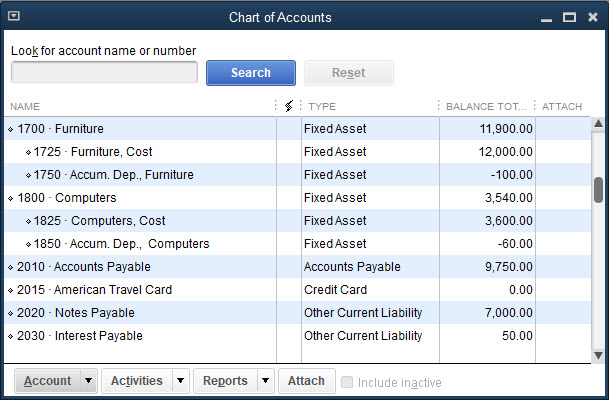 Chart of Accounts
Look for account name or number
Search Reset
NAME TYPE BALANCE TOT... ATTACH
1700 · Furniture Fixed Asset 11,900.00
1725 · Furniture, Cost Fixed Asset 12,000.00
1750 · Accum. Dep., Furniture Fixed Asset -100.00
1800 · Computers Fixed Asset 3,540.00
1825 · Computers, Cost Fixed Asset 3,600.00
1850 · Accum. Dep., Computers Fixed Asset -60.00
2010 · Accounts Payable Accounts Payable 9,750.00
2015 · American Travel Card Credit Card 0.00
2020 · Notes Payable Other Current Liability 7,000.00
2030 · Interest Payable Other Current Liability 50.00
Account Activities Reports Attach Include inactive